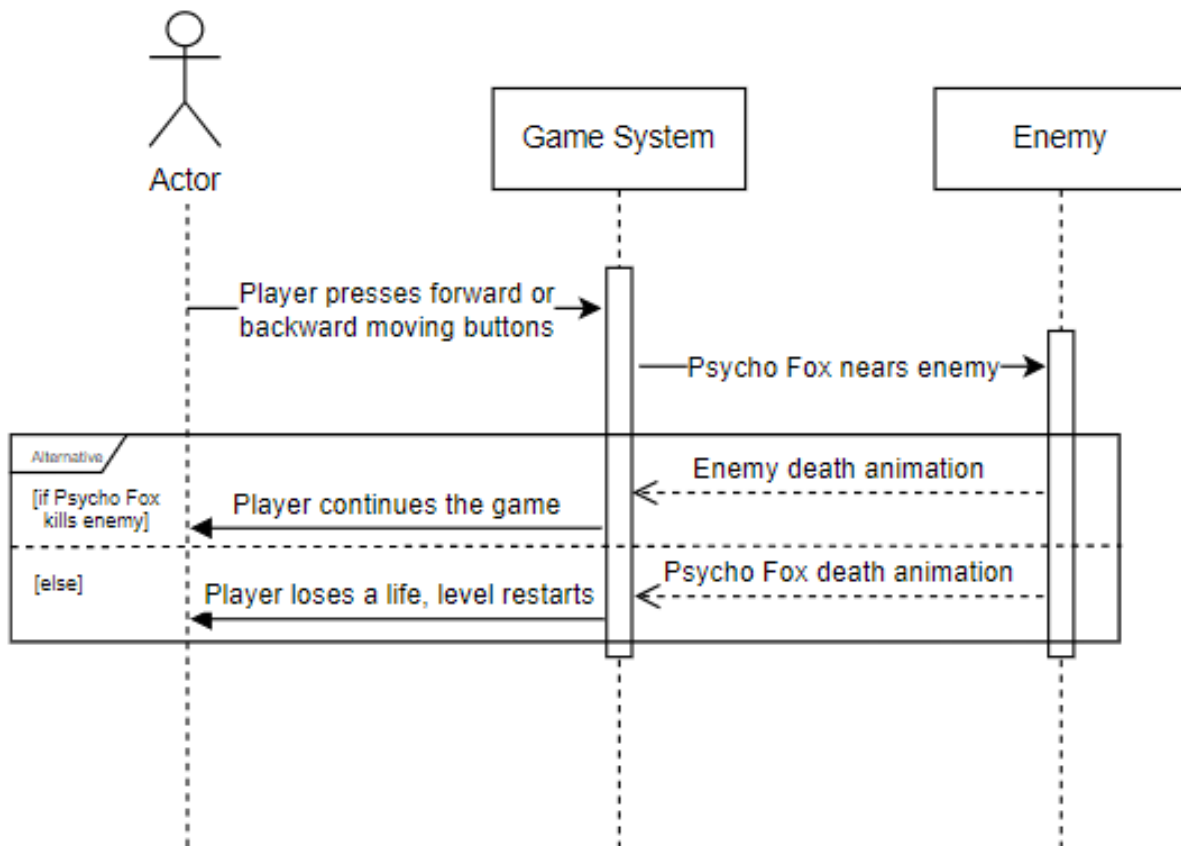 Game System
Enemy
Actor
Player presses forward or
backward moving buttons
Psycho Fox nears enemy
Alternative
Enemy death animation
[if Psycho Fox
kills enemy]
Player continues the game
Psycho Fox death animation
[else]
Player loses a life, level restarts